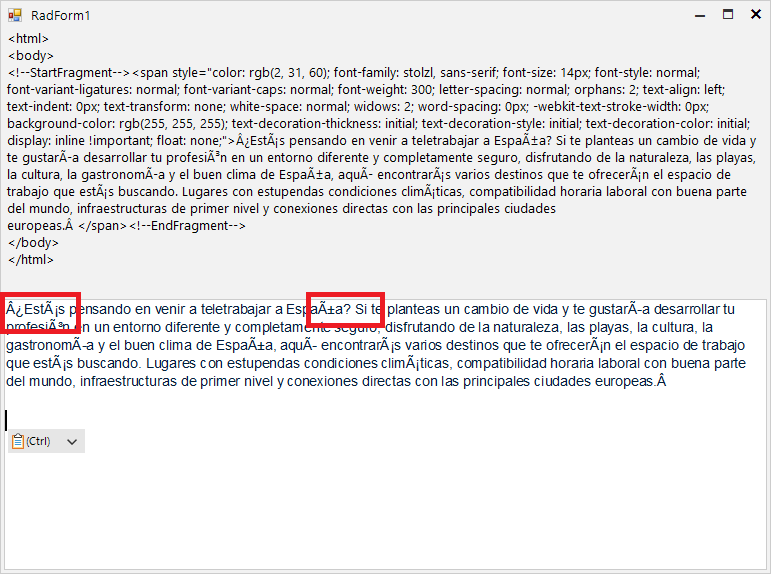 RadForm1
<html>
<body>
<!--StartFragment--><span style="color: rgb(2, 31, 60); font-family: stolzl, sans-serif; font-size: 14px; font-style: normal;
font-variant-ligatures: normal; font-variant-caps: normal; font-weight: 300; letter-spacing: normal; orphans: 2; text-align: left;
text-indent: 0px; text-transform: none; white-space: normal; widows: 2; word-spacing: 0px; -webkit-text-stroke-width: 0px;
background-color: rgb(255, 255, 255); text-decoration-thickness: initial; text-decoration-style: initial; text-decoration-color: initial;
display: inline !important; float: none;">Â¿EstÃ¡s pensando en venir a teletrabajar a EspaÃ±a? Si te planteas un cambio de vida y
te gustarÃ-a desarrollar tu profesiÃ³n en un entorno diferente y completamente seguro, disfrutando de la naturaleza, las playas,
la cultura, la gastronomÃ-a y el buen clima de EspaÃ±a, aquÃ- encontrarÃ¡s varios destinos que te ofrecerÃ¡n el espacio de
trabajo que estÃ¡s buscando. Lugares con estupendas condiciones climÃ¡ticas, compatibilidad horaria laboral con buena parte
del mundo, infraestructuras de primer nivel y conexiones directas con las principales ciudades
europeas.Â </span><!--EndFragment-->
</body>
</html>
Â¿EstÃ¡s pensando en venir a teletrabajar a EspaÃ±a? Si te planteas un cambio de vida y te gustarÃ-a desarrollar tu
profesiÃ³n en un entorno diferente y completamente seguro, disfrutando de la naturaleza, las playas, la cultura, la
gastronomÃ-a y el buen clima de EspaÃ±a, aquÃ- encontrarÃ¡s varios destinos que te ofrecerÃ¡n el espacio de trabajo
que estÃ¡s buscando. Lugares con estupendas condiciones climÃ¡ticas, compatibilidad horaria laboral con buena parte
del mundo, infraestructuras de primer nivel y conexiones directas con las principales ciudades europeas.Â
(Ctrl)